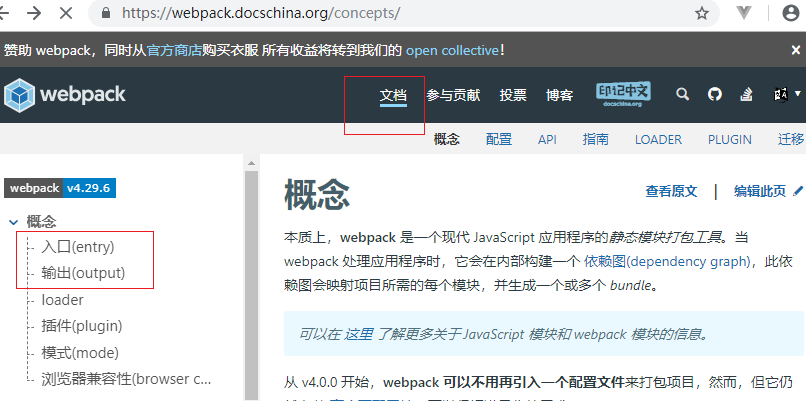 https://webpack.docschina.org/concepts/
赞助 webpack，同时从官方商店购买衣服 所有收益将转到我们的 open collective！
webpack
文档 参与贡献 投票 博客 印记中文 docschina.org
概念 配置 API 指南 LOADER PLUGIN 迁移
webpack v4.29.6
概念
入口(entry)
输出(output)
loader
插件(plugin)
模式(mode)
浏览器兼容性(browser c...
概念
查看原文 | 编辑此页
本质上，webpack 是一个现代 JavaScript 应用程序的静态模块打包工具。当
webpack 处理应用程序时，它会在内部构建一个 依赖图(dependency graph)，此依
赖图会映射项目所需的每个模块，并生成一个或多个 bundle。
可以在 这里 了解更多关于 JavaScript 模块和 webpack 模块的信息。
从 v4.0.0 开始，webpack 可以不用再引入一个配置文件来打包项目，然而，但它仍